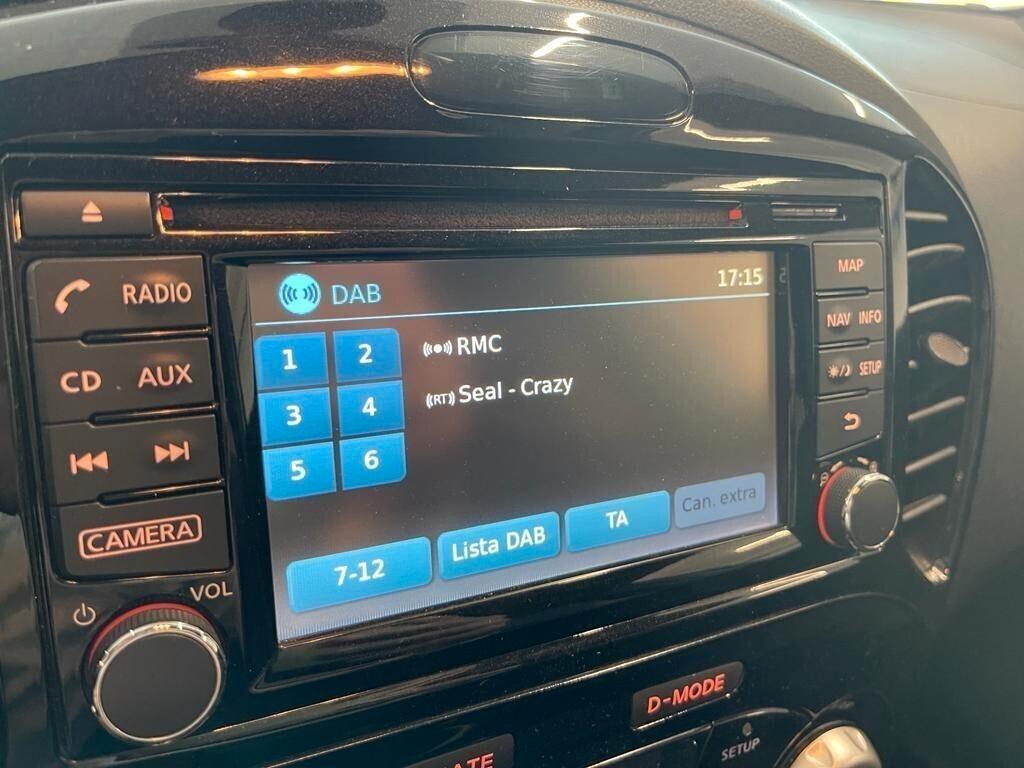 DAB 17:15
1 2
3 4
5 6
RMC
(RT) Seal - Crazy
7-12 Lista DAB TA Can. extra
RADIO
CD AUX
CAMERA
VOL
MAP
NAV INFO
SETUP
D-MODE
SETUP